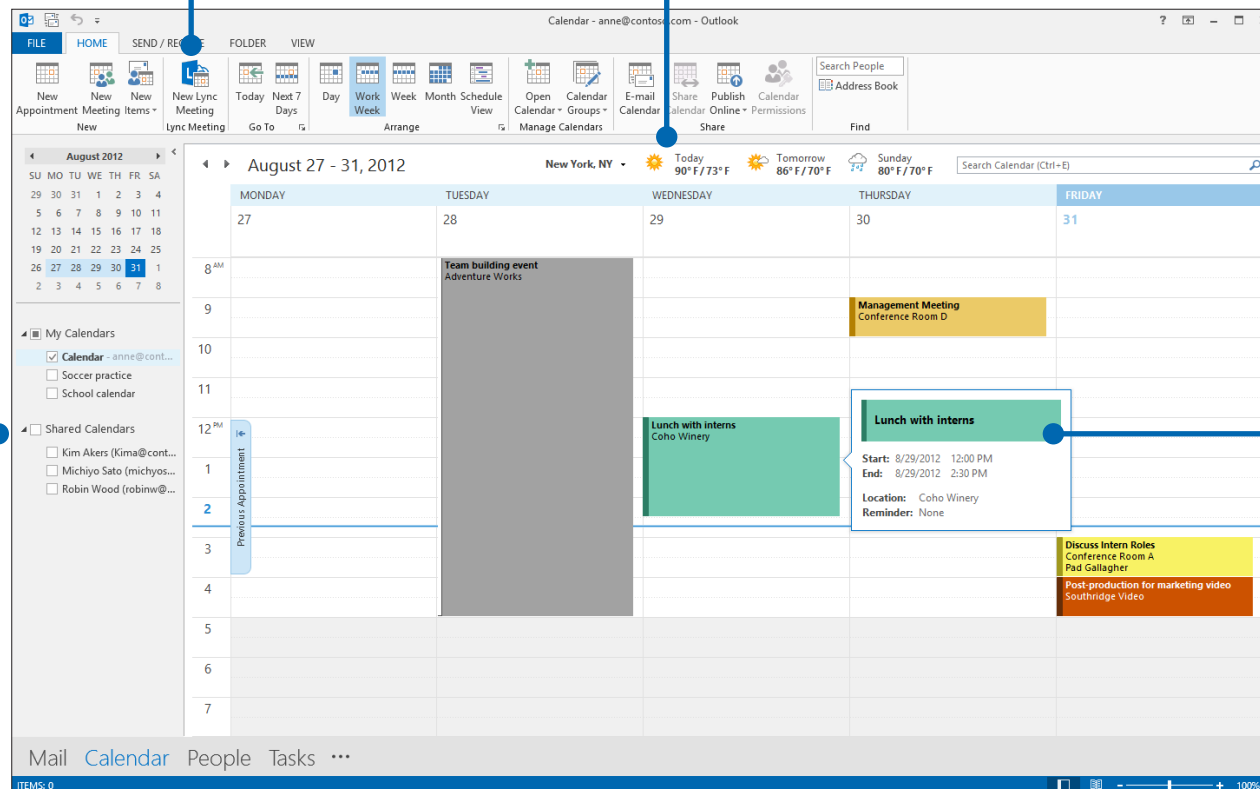 Calendar - anne@contoso.com - Outlook
FILE HOME SEND / RE FOLDER VIEW
New Appointment
New Meeting
New Items
New
New Lync Meeting
Lync Meeting
Today
Next 7 Days
Go To
Day
Work Week
Week
Month
Schedule View
Arrange
Open Calendar
Calendar Groups
Manage Calendars
E-mail Calendar
Share Calendar
Publish Online
Calendar Permissions
Share
Search People
Address Book
Find
August 2012
SU MO TU WE TH FR SA
29 30 31 1 2 3 4
5 6 7 8 9 10 11
12 13 14 15 16 17 18
19 20 21 22 23 24 25
26 27 28 29 30 31 1
2 3 4 5 6 7 8
My Calendars
Calendar - anne@cont...
Soccer practice
School calendar
Shared Calendars
Kim Akers (Kima@cont...
Michiyo Sato (michyos...
Robin Wood (robinw@...
August 27 - 31, 2012
New York, NY
Today
90° F / 73° F
Tomorrow
86° F / 70° F
Sunday
80° F / 70° F
Search Calendar (Ctrl+E)
MONDAY TUESDAY WEDNESDAY THURSDAY FRIDAY
27 28 29 30 31
8 AM
9
10
11
12 PM
1
2
3
4
5
6
7
Previous Appointment
Team building event
Adventure Works
Lunch with interns
Coho Winery
Management Meeting
Conference Room D
Lunch with interns
Start: 8/29/2012 12:00 PM
End: 8/29/2012 2:30 PM
Location: Coho Winery
Reminder: None
Discuss Intern Roles
Conference Room A
Pad Gallagher
Post-production for marketing video
Southridge Video
Mail Calendar People Tasks ···
ITEMS: 0
100%